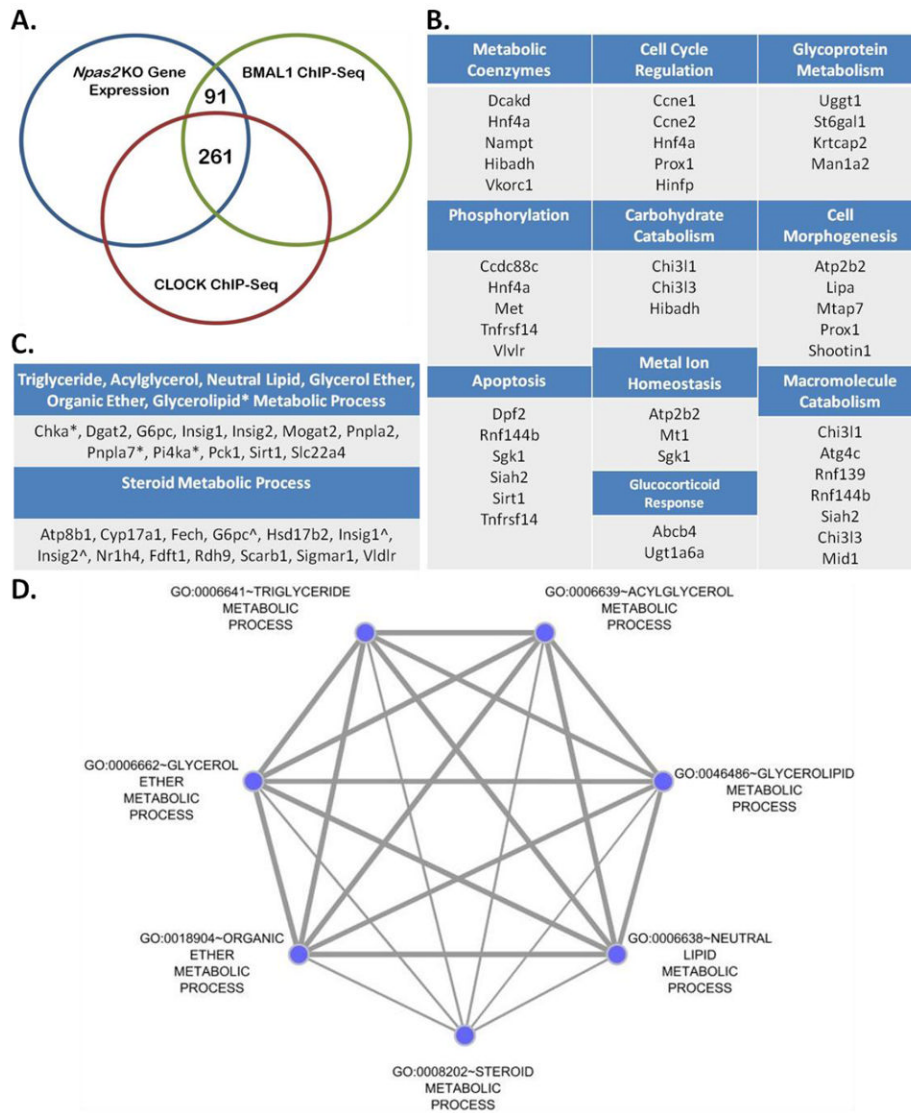 A.
Npas2 KO Gene
Expression
BMAL1 ChIP-Seq
91
261
CLOCK ChIP-Seq
B.
Metabolic
Coenzymes
Dcakd
Hnf4a
Nampt
Hibadh
Vkorc1
Cell Cycle
Regulation
Ccne1
Ccne2
Hnf4a
Prox1
Hinfp
Glycoprotein
Metabolism
Uggt1
St6gal1
Krtcap2
Man1a2
Phosphorylation
Ccdc88c
Hnf4a
Met
Tnfrsf14
Vlvlr
Carbohydrate
Catabolism
Chi3l1
Chi3l3
Hibadh
Cell
Morphogenesis
Atp2b2
Lipa
Mtap7
Prox1
Shootin1
Apoptosis
Dpf2
Rnf144b
Sgk1
Siah2
Sirt1
Tnfrsf14
Metal Ion
Homeostasis
Atp2b2
Mt1
Sgk1
Glucocorticoid
Response
Abcb4
Ugt1a6a
Macromolecule
Catabolism
Chi3l1
Atg4c
Rnf139
Rnf144b
Siah2
Chi3l3
Mid1
C.
Triglyceride, Acylglycerol, Neutral Lipid, Glycerol Ether,
Organic Ether, Glycerolipid* Metabolic Process
Chka*, Dgat2, G6pc, Insig1, Insig2, Mogat2, Pnpla2,
Pnpla7*, Pi4ka*, Pck1, Sirt1, Slc22a4
Steroid Metabolic Process
Atp8b1, Cyp17a1, Fech, G6pc^, Hsd17b2, Insig1^,
Insig2^, Nr1h4, Fdft1, Rdh9, Scarb1, Sigmar1, Vldlr
D.
GO:0006641~TRIGLYCERIDE
METABOLIC
PROCESS
GO:0006639~ACYLGLYCEROL
METABOLIC
PROCESS
GO:0006662~GLYCEROL
ETHER
METABOLIC
PROCESS
GO:0046486~GLYCEROLIPID
METABOLIC
PROCESS
GO:0018904~ORGANIC
ETHER
METABOLIC
PROCESS
GO:0006638~NEUTRAL
LIPID
METABOLIC
PROCESS
GO:0008202~STEROID
METABOLIC
PROCESS